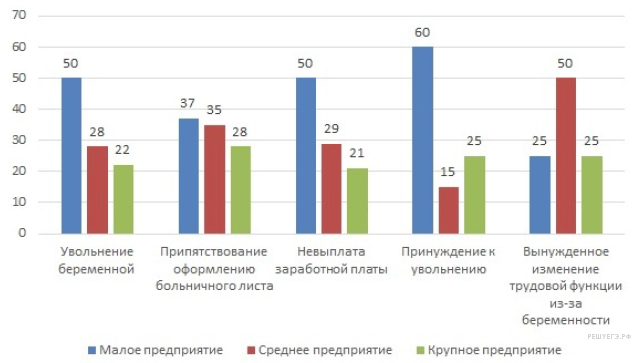 70
60
50
40
30
20
10
0
50
28
22
37
35
28
50
29
21
60
15
25
25
50
25
Увольнение
беременной
Припятствование
оформлению
больничного листа
Невыплата
заработной платы
Принуждение к
увольнению
Вынужденное
изменение
трудовой функции
из-за
беременности
РЕШУЕГЭ.РФ
Малое предприятие Среднее предприятие Крупное предприятие